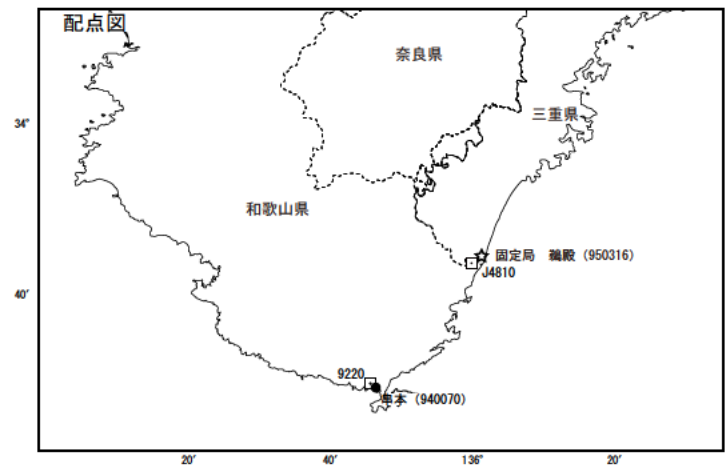 配点図
奈良県
34°
三重県
和歌山県
固定局 鵜殿（950316）
J4810
40′
9220
串本（940070）
20′ 40′ 136° 20′